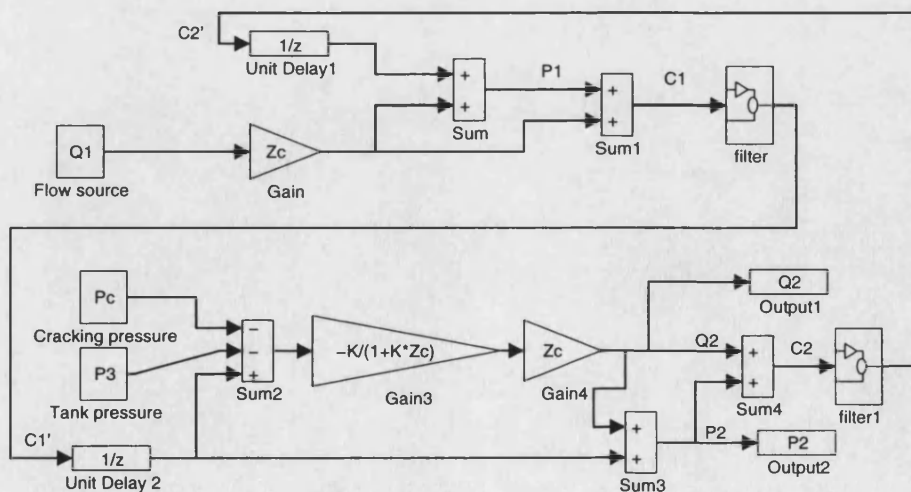 C2'
1/z
Unit Delay1
+
+
Sum
P1
+
+
Sum1
C1
filter
Q1
Flow source
Zc
Gain
Pc
Cracking pressure
P3
Tank pressure
C1'
1/z
Unit Delay 2
−
−
+
Sum2
−K/(1+K*Zc)
Gain3
Zc
Gain4
Q2
Output1
Q2
+
+
Sum4
C2
filter1
+
+
Sum3
P2
P2
Output2